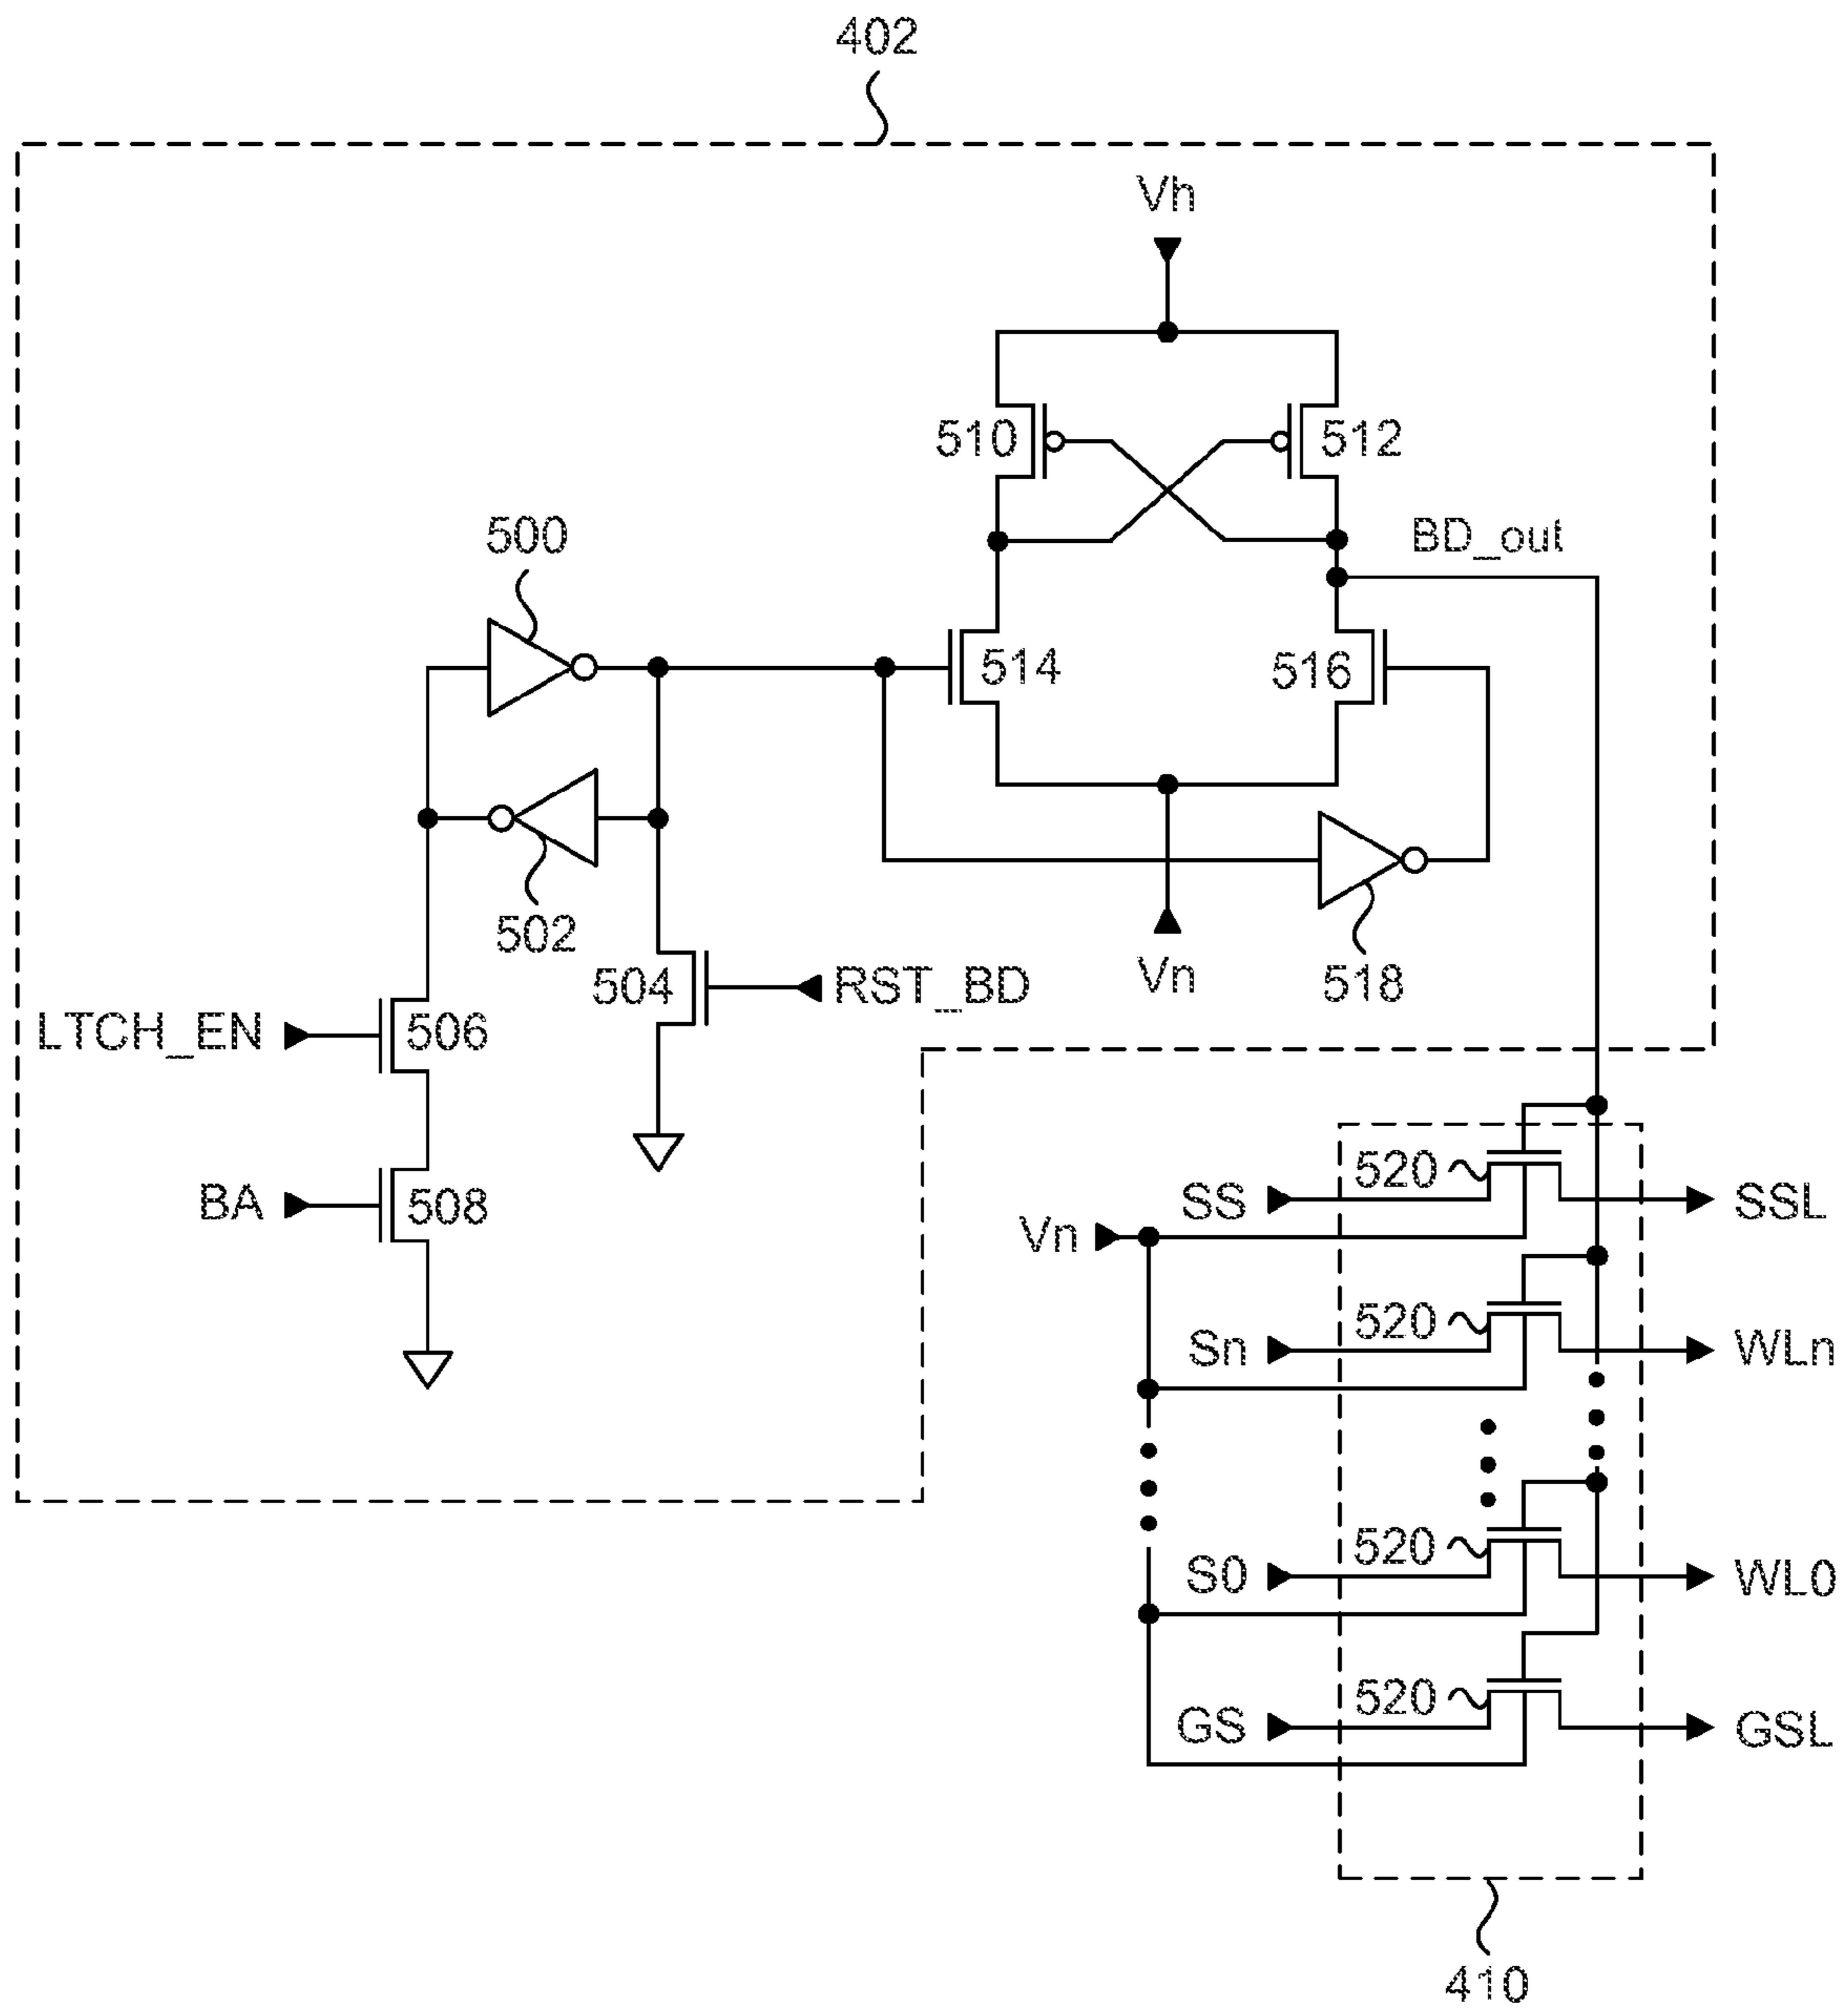 402
Vh
510
512
500
BD_out
514
516
502
504
RST_BD
Vn
518
LTCH_EN
506
BA
508
520
SS
SSL
Vn
520
Sn
WLn
520
S0
WL0
520
GS
GSL
410